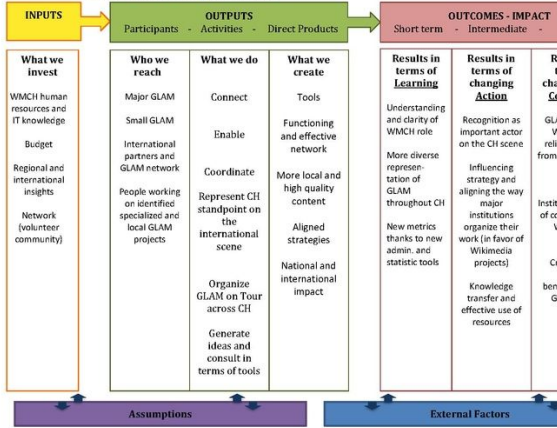 INPUTS
OUTPUTS
Participants - Activities - Direct Products
OUTCOMES - IMPACT
Short term - Intermediate -
What we
invest
WMCH human
resources and
IT knowledge
Budget
Regional and
international
insights
Network
(volunteer
community)
Who we
reach
Major GLAM
Small GLAM
International
partners and
GLAM network
People working
on identified
specialized and
local GLAM
projects
What we do
Connect
Enable
Coordinate
Represent CH
standpoint on
the
international
scene
Organize
GLAM on Tour
across CH
Generate
ideas and
consult in
terms of tools
What we
create
Tools
Functioning
and effective
network
More local and
high quality
content
Aligned
strategies
National and
international
impact
Results in
terms of
Learning
Understanding
and clarity of
WMCH role
More diverse
represen-
tation of
GLAM
throughout CH
New metrics
thanks to new
admin. and
statistic tools
Results in
terms of
changing
Action
Recognition as
important actor
on the CH scene
Influencing
strategy and
aligning the way
major
institutions
organize their
work (in favor of
Wikimedia
projects)
Knowledge
transfer and
effective use of
resources
Assumptions
External Factors